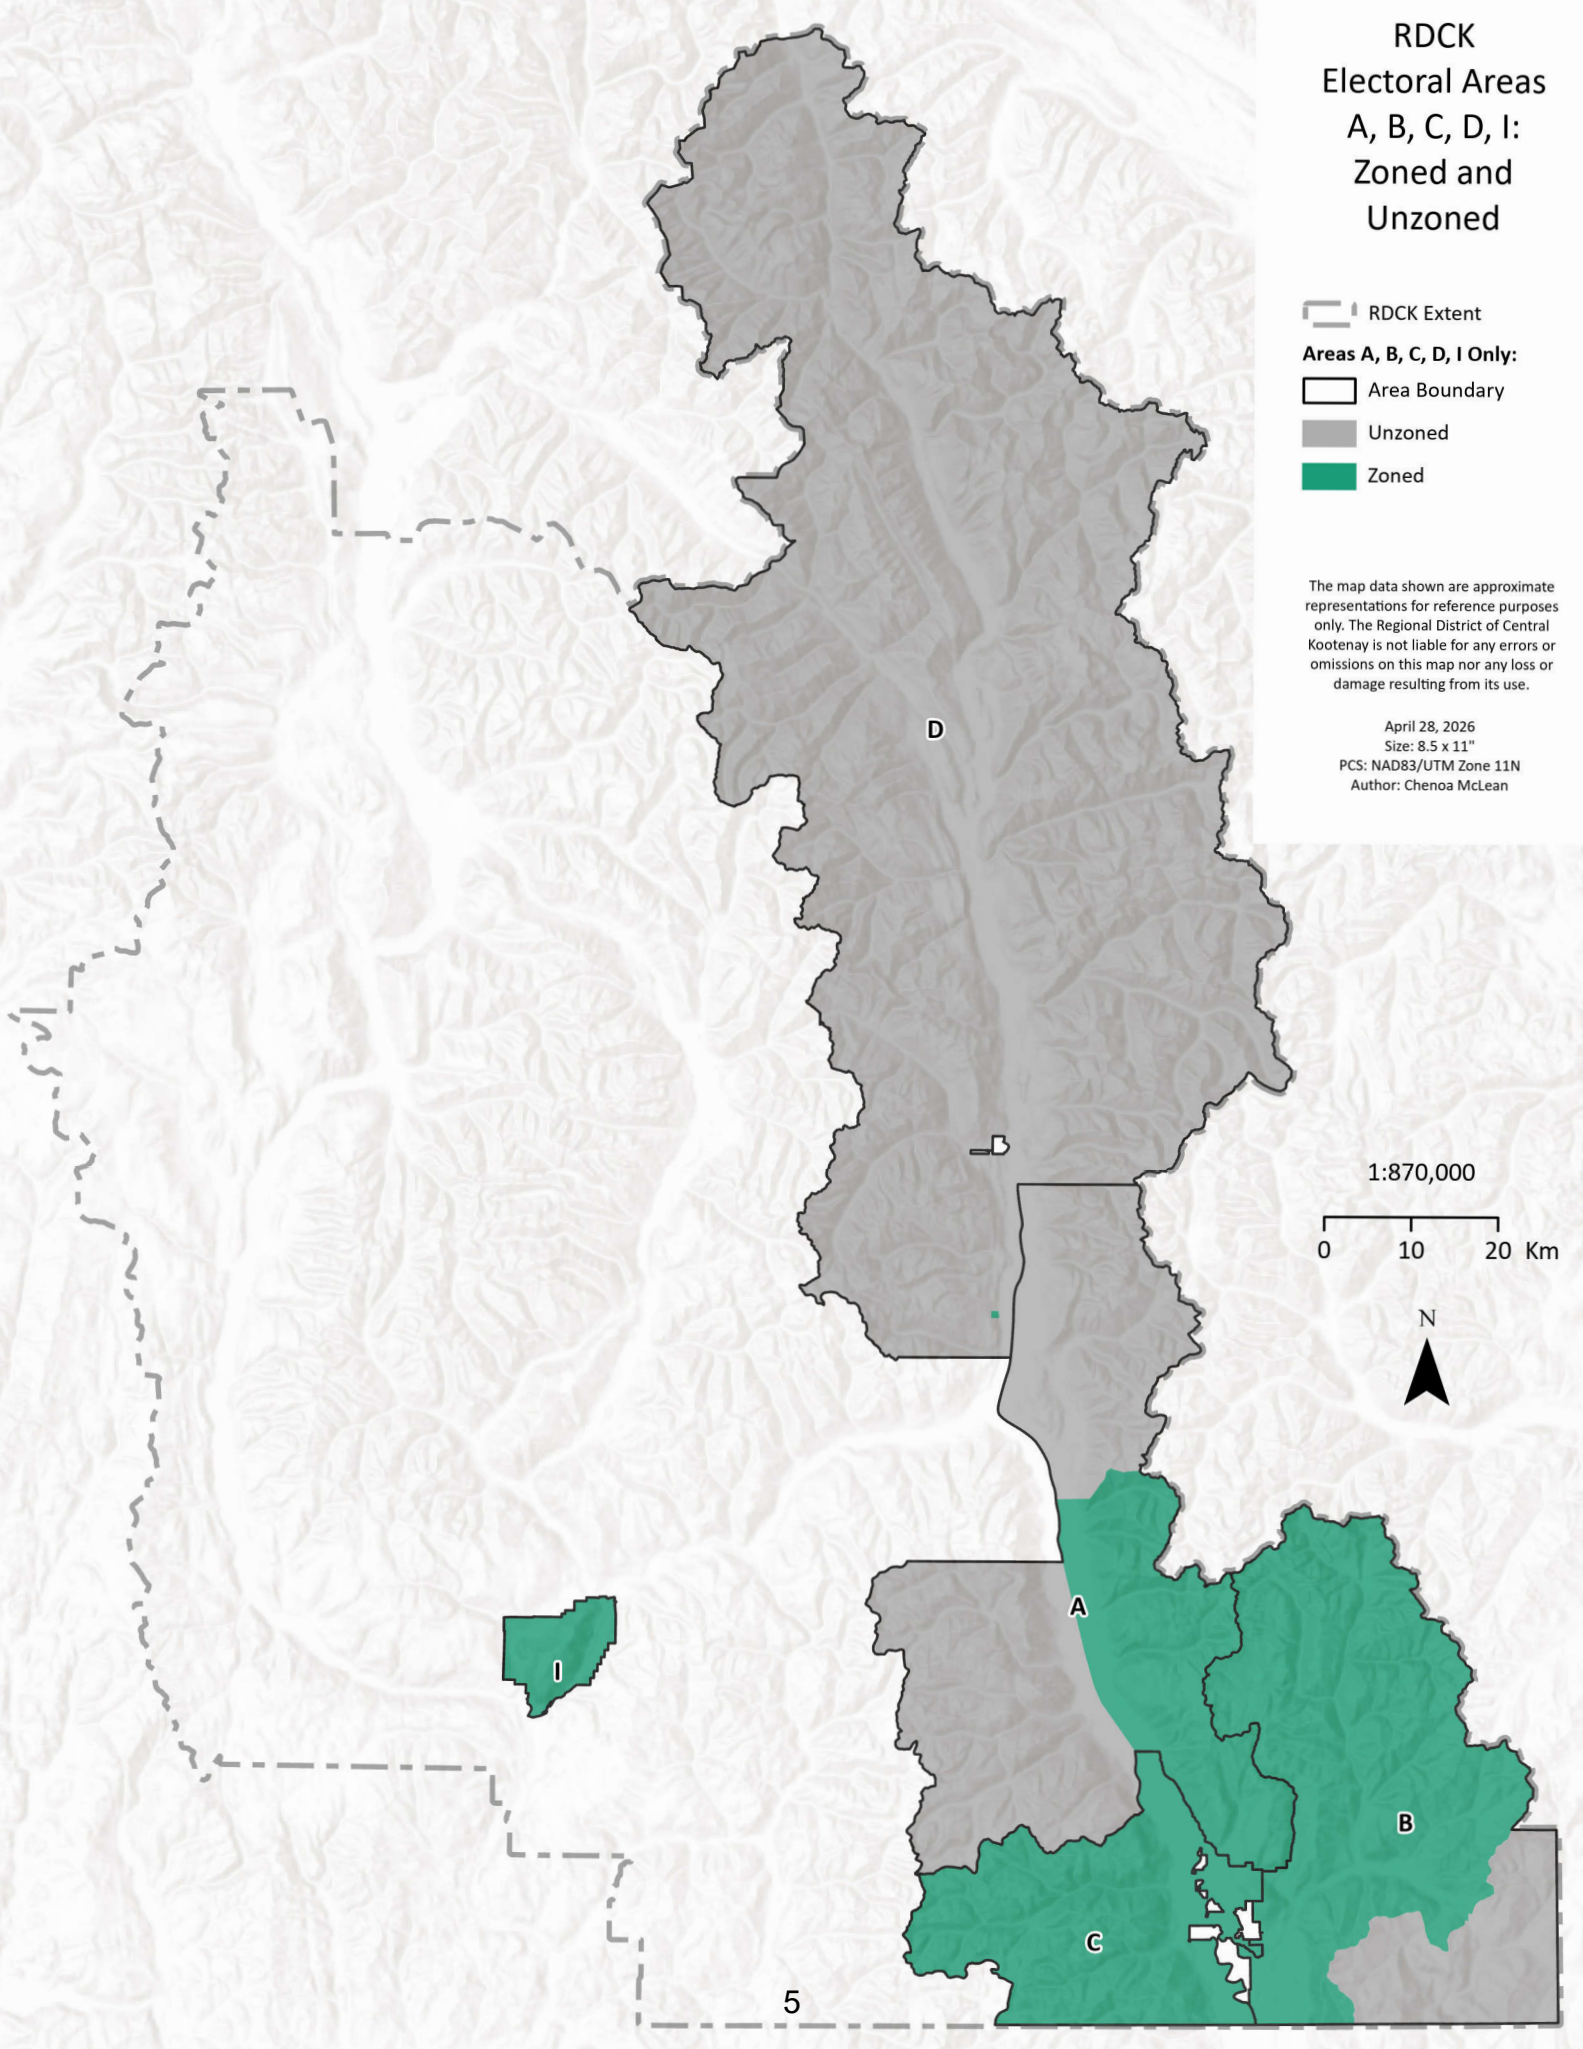 RDCK
Electoral Areas
A, B, C, D, I:
Zoned and
Unzoned
RDCK Extent
Areas A, B, C, D, I Only:
Area Boundary
Unzoned
Zoned
The map data shown are approximate
representations for reference purposes
only. The Regional District of Central
Kootenay is not liable for any errors or
omissions on this map nor any loss or
damage resulting from its use.
April 28, 2026
Size: 8.5 x 11"
PCS: NAD83/UTM Zone 11N
Author: Chenoa McLean
D
1:870,000
0 10 20 Km
N
A
I
B
C
5